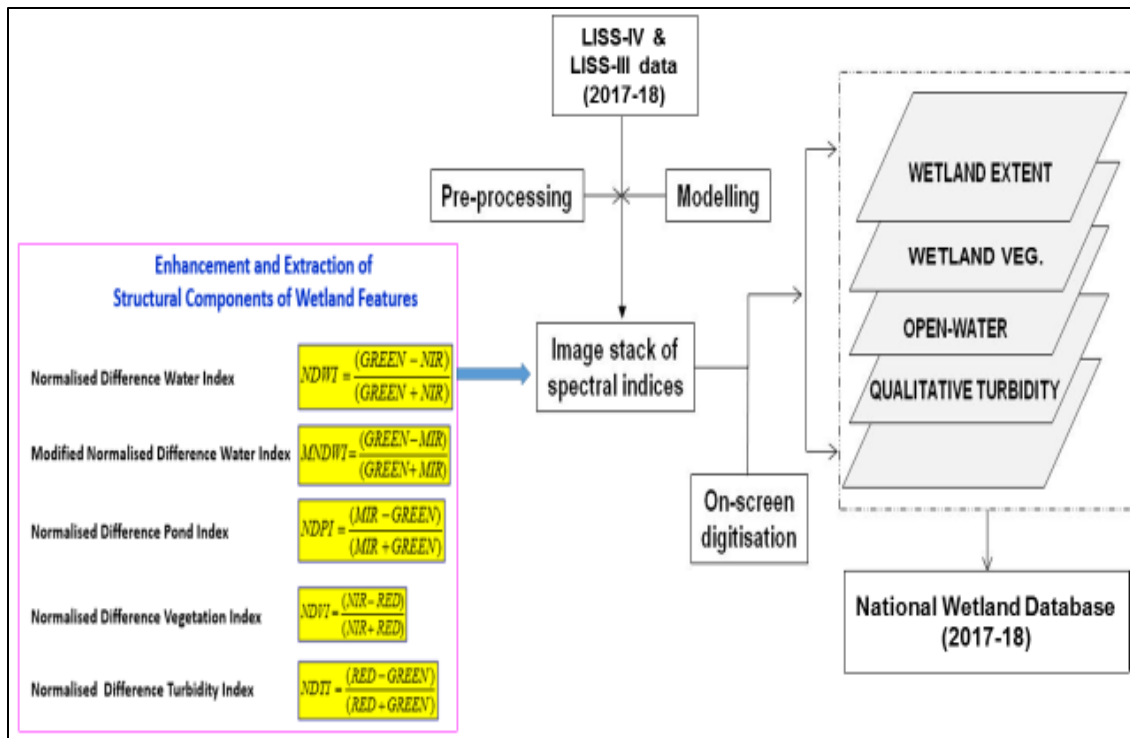 LISS-IV &
LISS-III data
(2017-18)
Pre-processing
Modelling
Enhancement and Extraction of
Structural Components of Wetland Features
Normalised Difference Water Index
NDWI = (GREEN − NIR) / (GREEN + NIR)
Modified Normalised Difference Water Index
MNDWI = (GREEN − MIR) / (GREEN + MIR)
Normalised Difference Pond Index
NDPI = (MIR − GREEN) / (MIR + GREEN)
Normalised Difference Vegetation Index
NDVI = (NIR − RED) / (NIR + RED)
Normalised Difference Turbidity Index
NDTI = (RED − GREEN) / (RED + GREEN)
Image stack of
spectral indices
On-screen
digitisation
WETLAND EXTENT
WETLAND VEG.
OPEN-WATER
QUALITATIVE TURBIDITY
National Wetland Database
(2017-18)